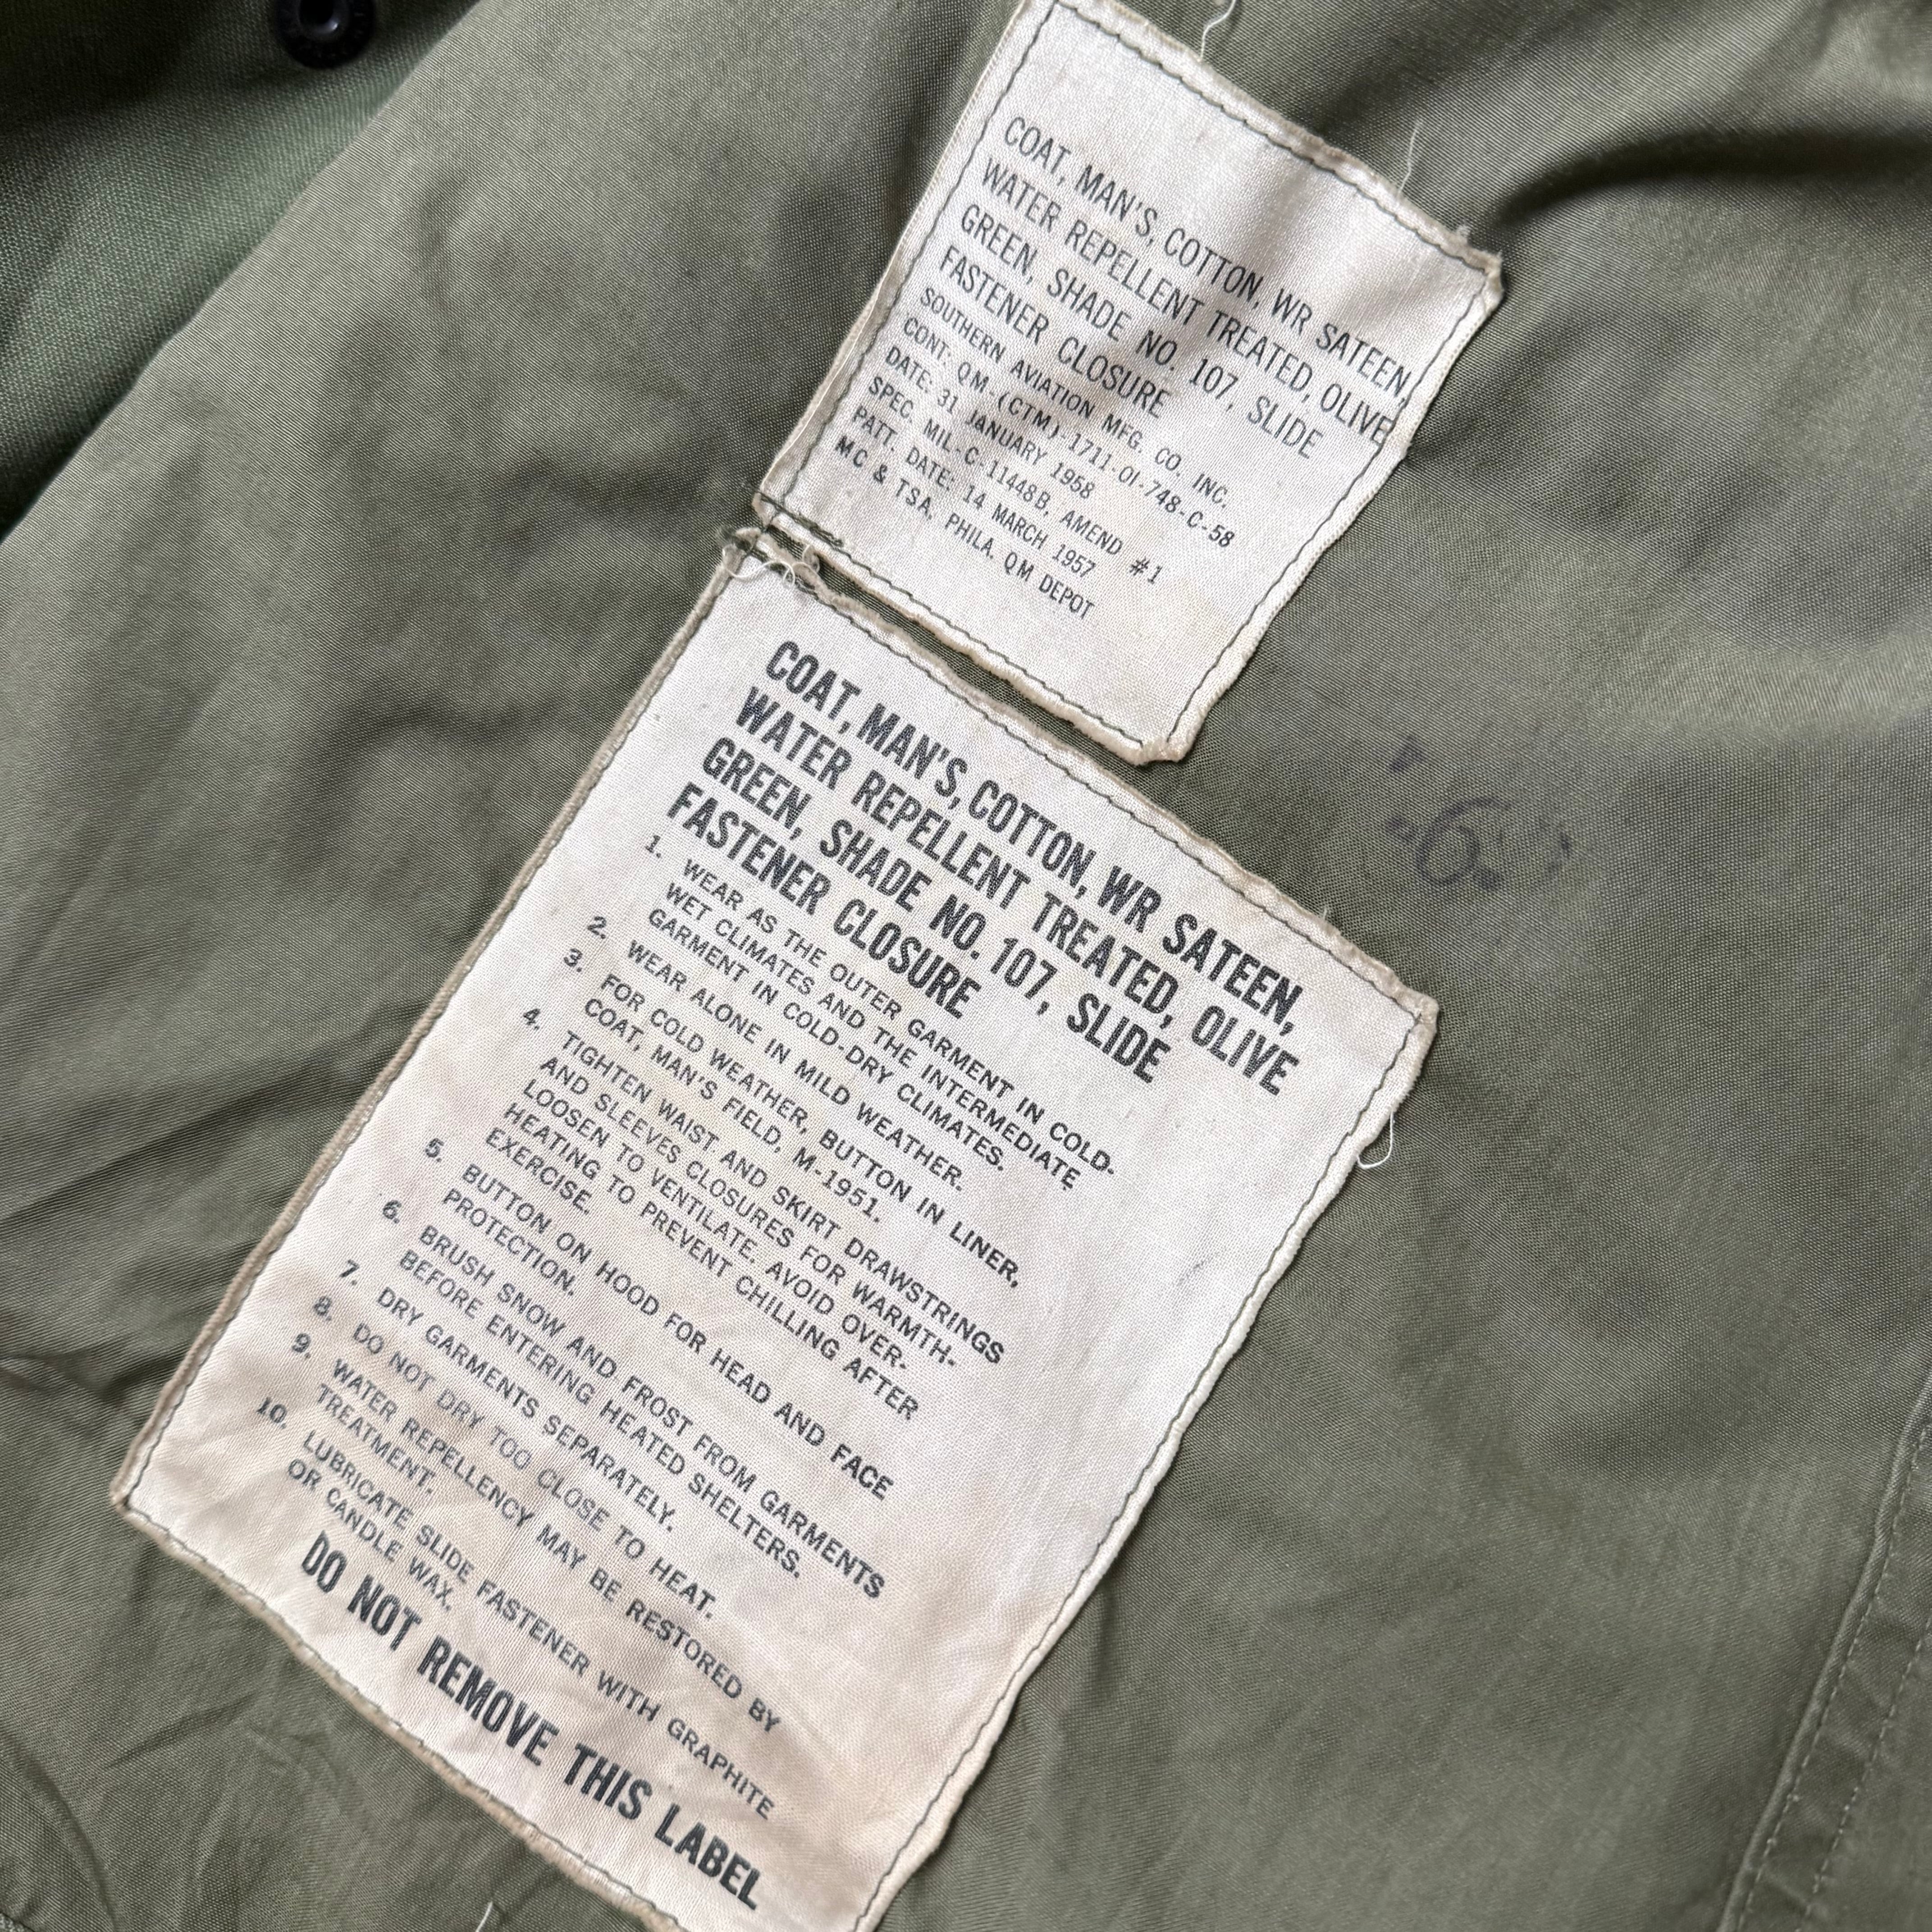 COAT, MAN'S, COTTON, WR SATEEN,
WATER REPELLENT TREATED, OLIVE
GREEN, SHADE NO. 107, SLIDE
FASTENER CLOSURE
SOUTHERN AVIATION MFG. CO. INC.
CONT: QM-(CTM)-1711-OI-748-C-58
DATE: 31 JANUARY 1958
SPEC. MIL-C-11448B, AMEND #1
PATT. DATE: 14 MARCH 1957
MC & TSA, PHILA. QM DEPOT
COAT, MAN'S, COTTON, WR SATEEN,
WATER REPELLENT TREATED, OLIVE
GREEN, SHADE NO. 107, SLIDE
FASTENER CLOSURE
1. WEAR AS THE OUTER GARMENT IN COLD-
WET CLIMATES AND THE INTERMEDIATE
GARMENT IN COLD-DRY CLIMATES.
2. WEAR ALONE IN MILD WEATHER.
3. FOR COLD WEATHER, BUTTON IN LINER,
COAT, MAN'S FIELD, M-1951.
4. TIGHTEN WAIST AND SKIRT DRAWSTRINGS
AND SLEEVES CLOSURES FOR WARMTH-
LOOSEN TO VENTILATE. AVOID OVER-
HEATING TO PREVENT CHILLING AFTER
EXERCISE.
5. BUTTON ON HOOD FOR HEAD AND FACE
PROTECTION.
6. BRUSH SNOW AND FROST FROM GARMENTS
BEFORE ENTERING HEATED SHELTERS.
7. DRY GARMENTS SEPARATELY.
8. DO NOT DRY TOO CLOSE TO HEAT.
9. WATER REPELLENCY MAY BE RESTORED BY
TREATMENT.
10. LUBRICATE SLIDE FASTENER WITH GRAPHITE
OR CANDLE WAX.
DO NOT REMOVE THIS LABEL